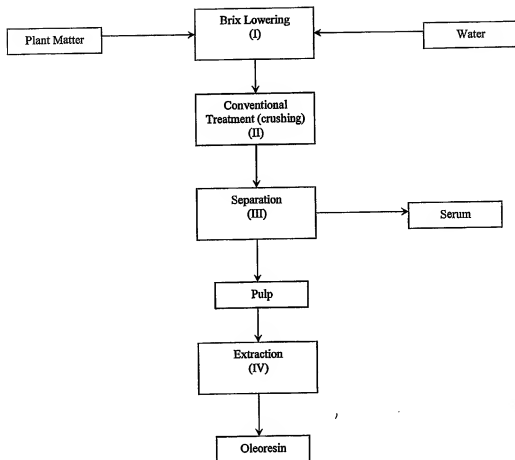 Brix Lowering
(I)
Plant Matter
Water
Conventional
Treatment (crushing)
(II)
Separation
(III)
Serum
Pulp
Extraction
(IV)
Oleoresin